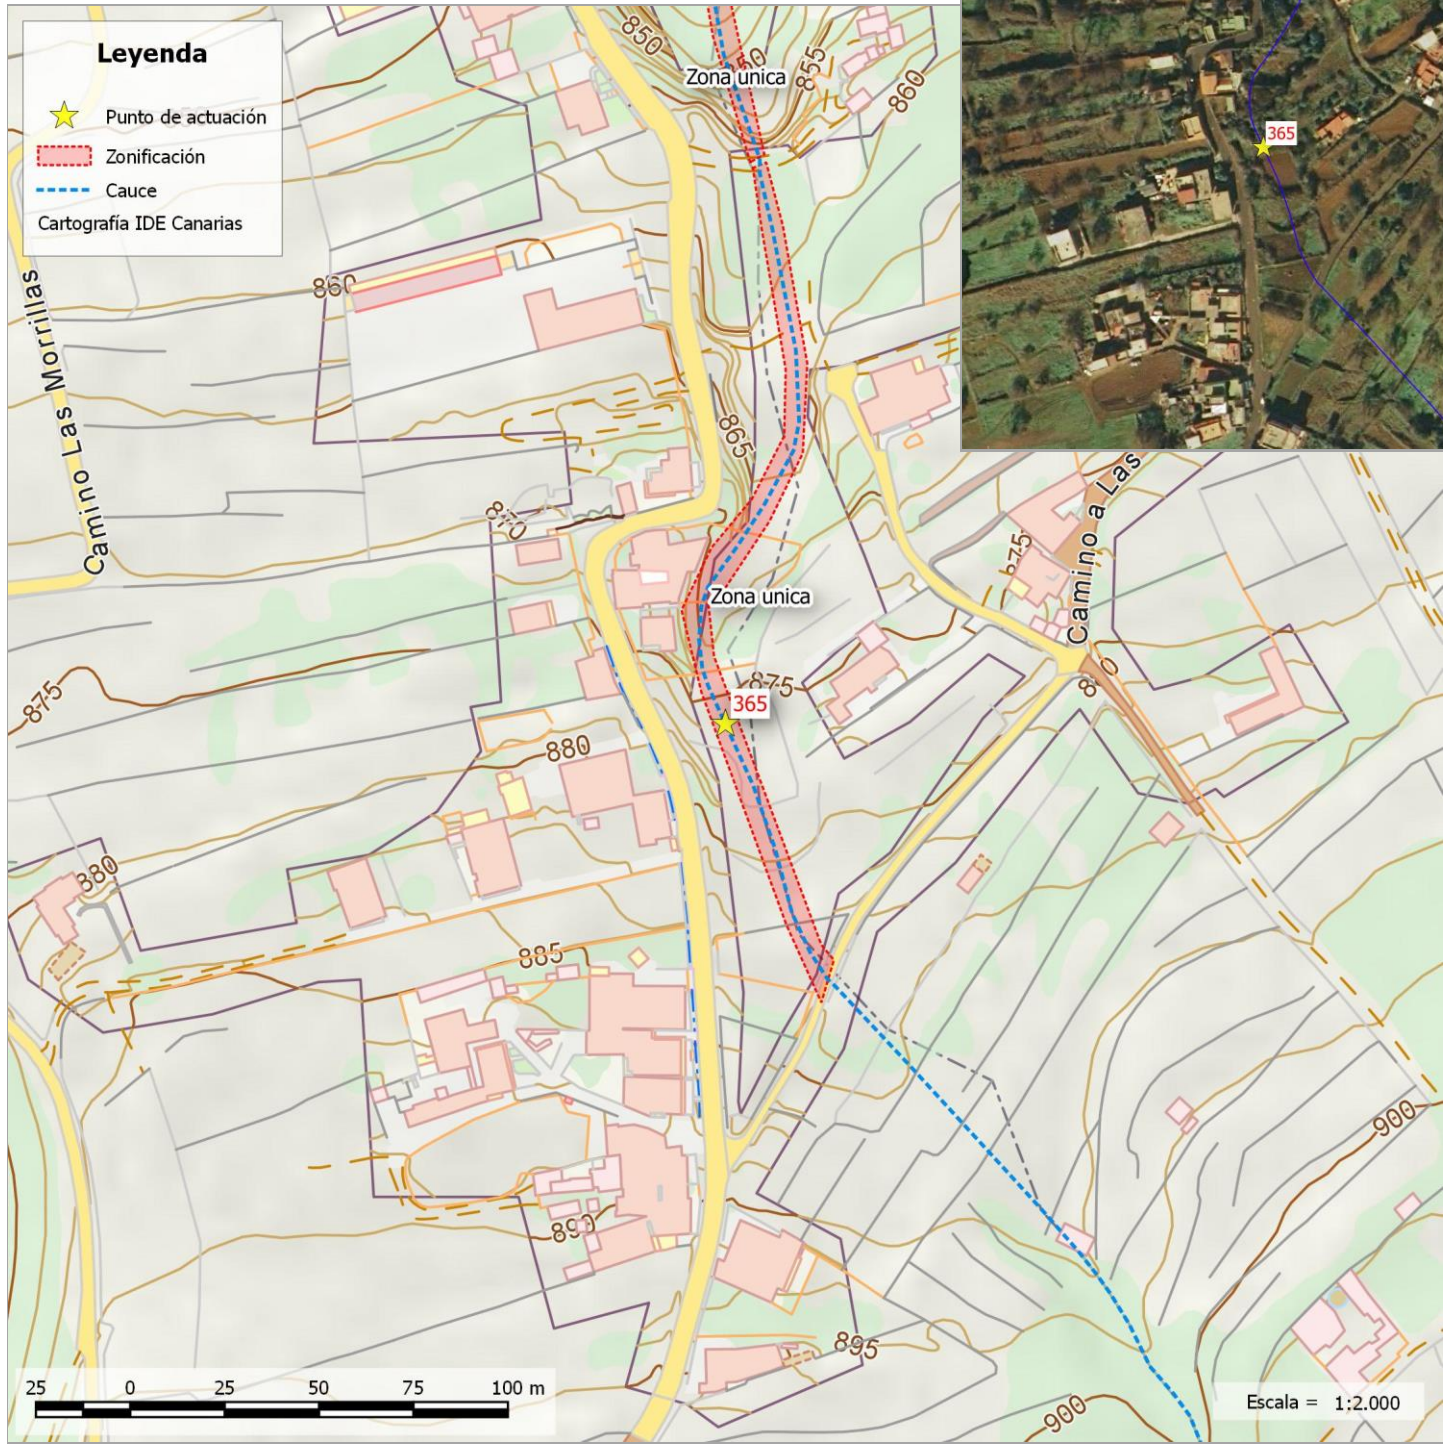 Leyenda
Punto de actuación
Zonificación
Cauce
Cartografía IDE Canarias
850
855
860
Zona unica
365
860
Camino Las Morrillas
865
Camino a Las
870
875
Zona unica
875
365
875
880
880
885
890
900
895
900
25 0 25 50 75 100 m
Escala = 1:2.000